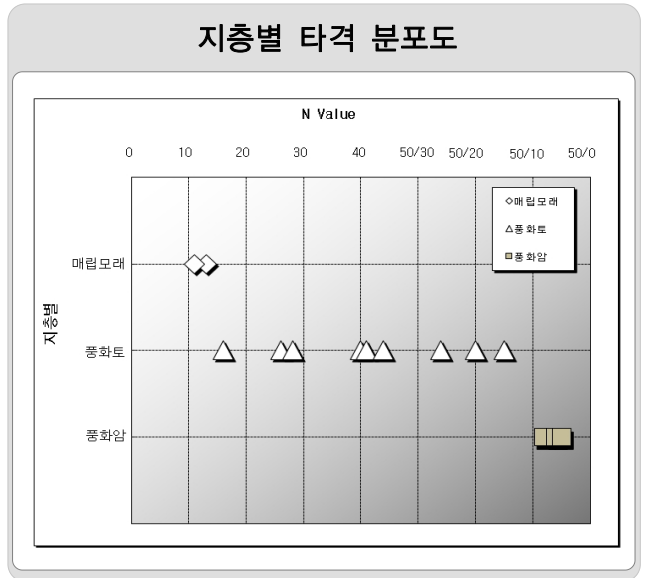 지층별 타격 분포도
N Value
0 10 20 30 40 50/30 50/20 50/10 50/0
◇매립모래
△풍화토
풍화암
매립모래
풍화토
풍화암
지층별